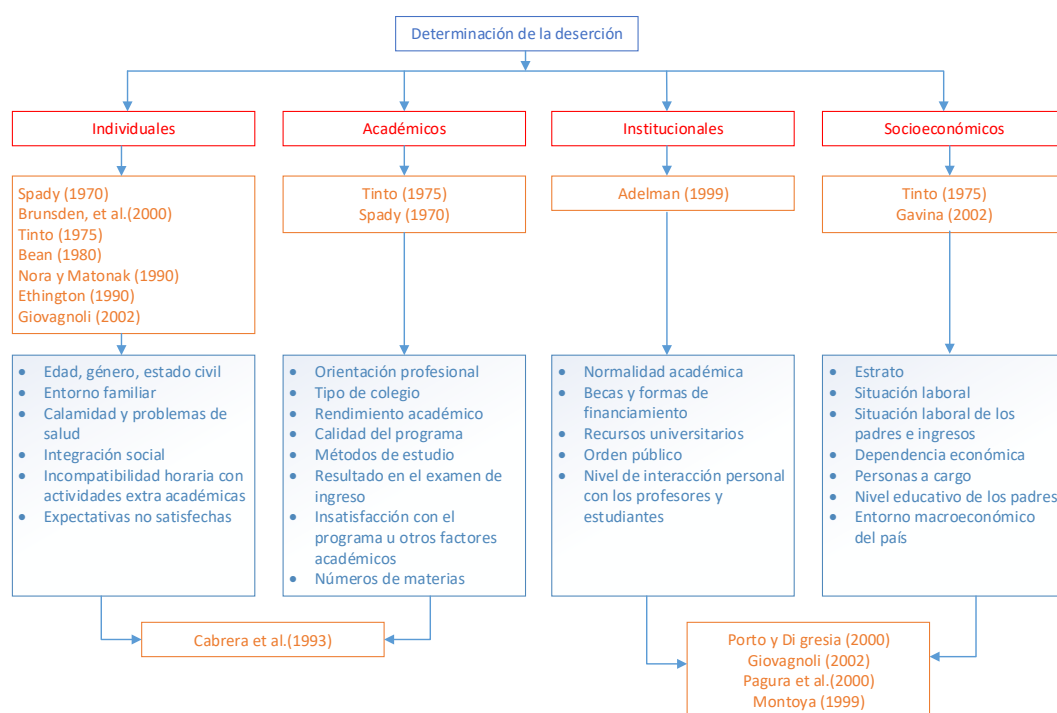 Determinación de la deserción
Individuales
Académicos
Institucionales
Socioeconómicos
Spady (1970)
Brunsden, et al.(2000)
Tinto (1975)
Bean (1980)
Nora y Matonak (1990)
Ethington (1990)
Giovagnoli (2002)
Tinto (1975)
Spady (1970)
Adelman (1999)
Tinto (1975)
Gavina (2002)
• Edad, género, estado civil
• Entorno familiar
• Calamidad y problemas de
salud
• Integración social
• Incompatibilidad horaria con
actividades extra académicas
• Expectativas no satisfechas
• Orientación profesional
• Tipo de colegio
• Rendimiento académico
• Calidad del programa
• Métodos de estudio
• Resultado en el examen de
ingreso
• Insatisfacción con el
programa u otros factores
académicos
• Números de materias
• Normalidad académica
• Becas y formas de
financiamiento
• Recursos universitarios
• Orden público
• Nivel de interacción personal
con los profesores y
estudiantes
• Estrato
• Situación laboral
• Situación laboral de los
padres e ingresos
• Dependencia económica
• Personas a cargo
• Nivel educativo de los padres
• Entorno macroeconómico
del país
Cabrera et al.(1993)
Porto y Di gresia (2000)
Giovagnoli (2002)
Pagura et al.(2000)
Montoya (1999)